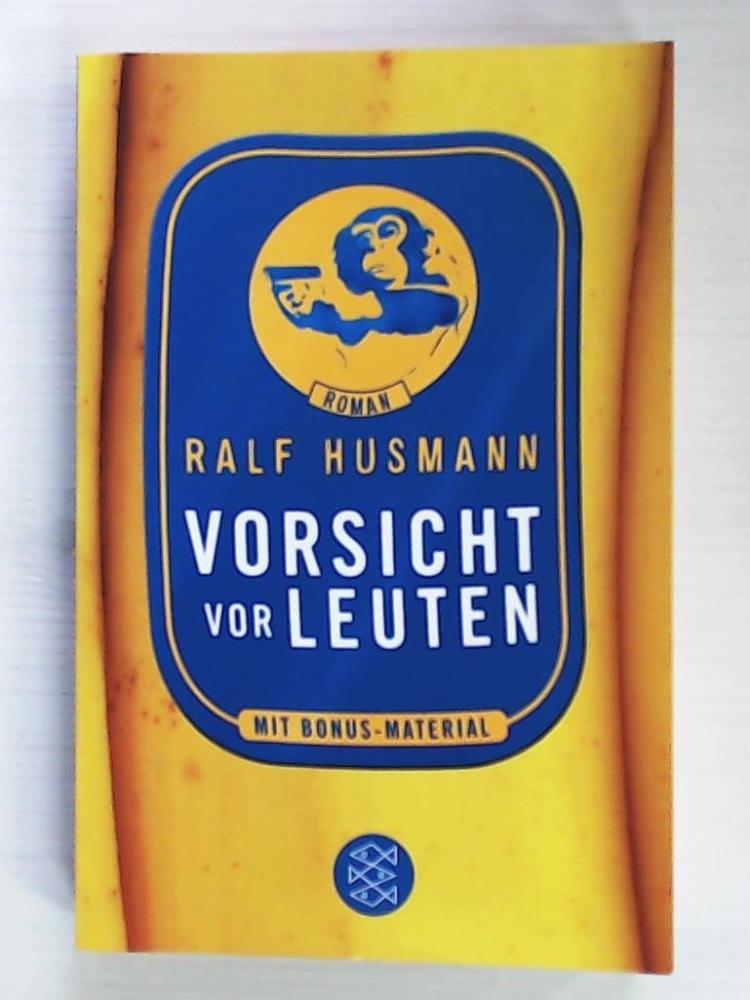 ROMAN
RALF HUSMANN
VORSICHT
VOR LEUTEN
MIT BONUS-MATERIAL